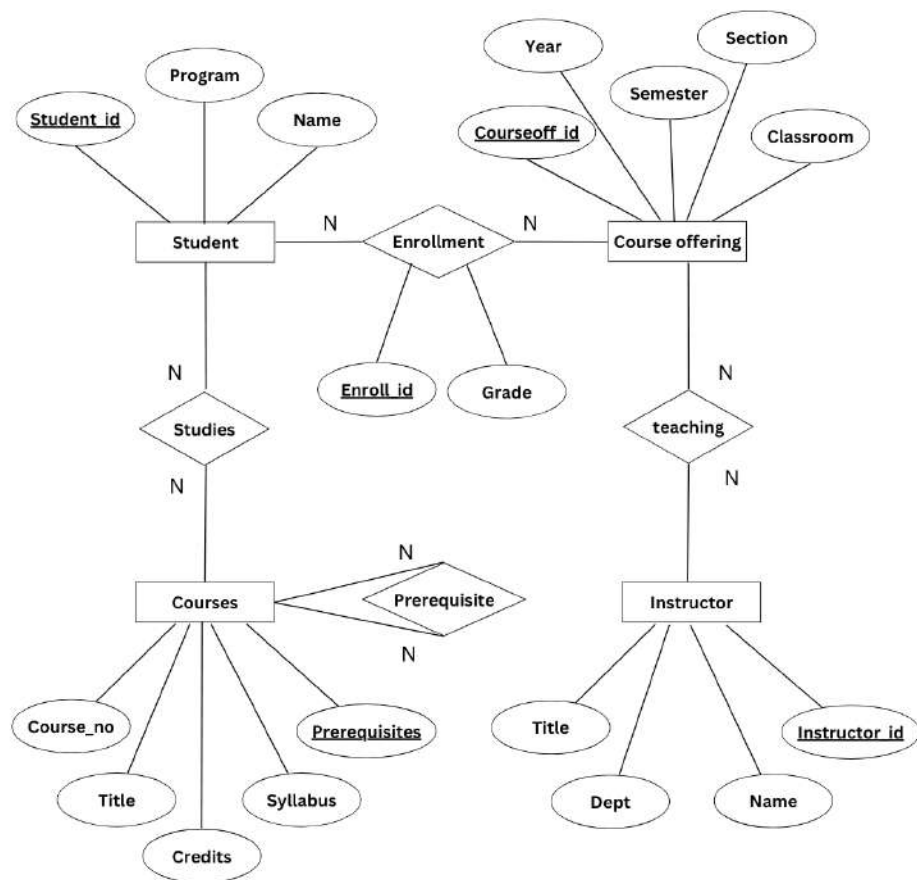 Year
Section
Program
Semester
Student_id
Name
Courseoff_id
Classroom
N
N
Student
Enrollment
Course offering
Enroll_id
Grade
N
N
Studies
teaching
N
N
N
Courses
Prerequisite
Instructor
N
Course_no
Prerequisites
Title
Instructor_id
Title
Syllabus
Dept
Name
Credits